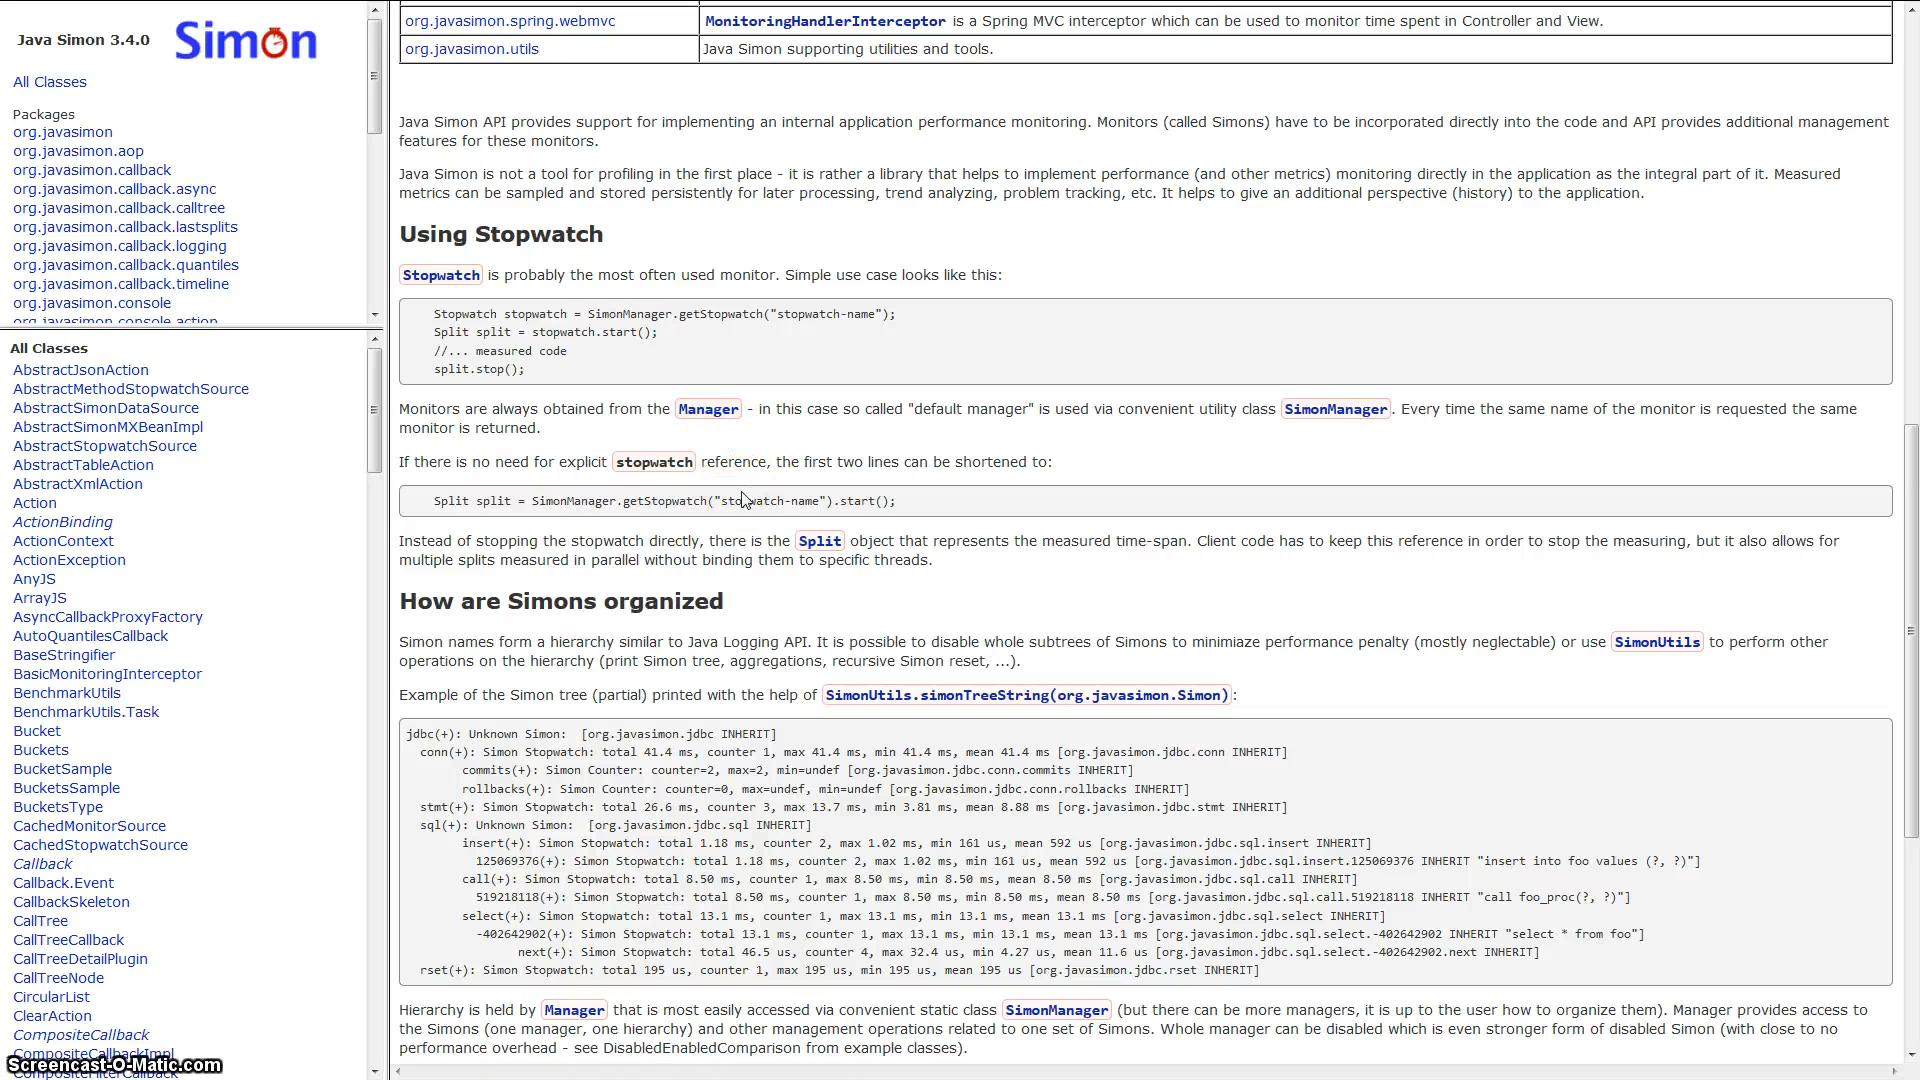 Java Simon 3.4.0
Simon
All Classes
Packages
org.javasimon
org.javasimon.aop
org.javasimon.callback
org.javasimon.callback.async
org.javasimon.callback.calltree
org.javasimon.callback.lastsplits
org.javasimon.callback.logging
org.javasimon.callback.quantiles
org.javasimon.callback.timeline
org.javasimon.console
org.javasimon.console.action
All Classes
AbstractJsonAction
AbstractMethodStopwatchSource
AbstractSimonDataSource
AbstractSimonMXBeanImpl
AbstractStopwatchSource
AbstractTableAction
AbstractXmlAction
Action
ActionBinding
ActionContext
ActionException
AnyJS
ArrayJS
AsyncCallbackProxyFactory
AutoQuantilesCallback
BaseStringifier
BasicMonitoringInterceptor
BenchmarkUtils
BenchmarkUtils.Task
Bucket
Buckets
BucketSample
BucketsSample
BucketsType
CachedMonitorSource
CachedStopwatchSource
Callback
Callback.Event
CallbackSkeleton
CallTree
CallTreeCallback
CallTreeDetailPlugin
CallTreeNode
CircularList
ClearAction
CompositeCallback
CompositeCallbackImpl
CompositeFilterCallback
Screencast-O-Matic.com
org.javasimon.spring.webmvc MonitoringHandlerInterceptor is a Spring MVC interceptor which can be used to monitor time spent in Controller and View.
org.javasimon.utils Java Simon supporting utilities and tools.
Java Simon API provides support for implementing an internal application performance monitoring. Monitors (called Simons) have to be incorporated directly into the code and API provides additional management
features for these monitors.
Java Simon is not a tool for profiling in the first place - it is rather a library that helps to implement performance (and other metrics) monitoring directly in the application as the integral part of it. Measured
metrics can be sampled and stored persistently for later processing, trend analyzing, problem tracking, etc. It helps to give an additional perspective (history) to the application.
Using Stopwatch
Stopwatch is probably the most often used monitor. Simple use case looks like this:
Stopwatch stopwatch = SimonManager.getStopwatch("stopwatch-name");
Split split = stopwatch.start();
//... measured code
split.stop();
Monitors are always obtained from the Manager - in this case so called "default manager" is used via convenient utility class SimonManager. Every time the same name of the monitor is requested the same
monitor is returned.
If there is no need for explicit stopwatch reference, the first two lines can be shortened to:
Split split = SimonManager.getStopwatch("stopwatch-name").start();
Instead of stopping the stopwatch directly, there is the Split object that represents the measured time-span. Client code has to keep this reference in order to stop the measuring, but it also allows for
multiple splits measured in parallel without binding them to specific threads.
How are Simons organized
Simon names form a hierarchy similar to Java Logging API. It is possible to disable whole subtrees of Simons to minimiaze performance penalty (mostly neglectable) or use SimonUtils to perform other
operations on the hierarchy (print Simon tree, aggregations, recursive Simon reset, ...).
Example of the Simon tree (partial) printed with the help of SimonUtils.simonTreeString(org.javasimon.Simon):
jdbc(+): Unknown Simon: [org.javasimon.jdbc INHERIT]
conn(+): Simon Stopwatch: total 41.4 ms, counter 1, max 41.4 ms, min 41.4 ms, mean 41.4 ms [org.javasimon.jdbc.conn INHERIT]
commits(+): Simon Counter: counter=2, max=2, min=undef [org.javasimon.jdbc.conn.commits INHERIT]
rollbacks(+): Simon Counter: counter=0, max=undef, min=undef [org.javasimon.jdbc.conn.rollbacks INHERIT]
stmt(+): Simon Stopwatch: total 26.6 ms, counter 3, max 13.7 ms, min 3.81 ms, mean 8.88 ms [org.javasimon.jdbc.stmt INHERIT]
sql(+): Unknown Simon: [org.javasimon.jdbc.sql INHERIT]
insert(+): Simon Stopwatch: total 1.18 ms, counter 2, max 1.02 ms, min 161 us, mean 592 us [org.javasimon.jdbc.sql.insert INHERIT]
125069376(+): Simon Stopwatch: total 1.18 ms, counter 2, max 1.02 ms, min 161 us, mean 592 us [org.javasimon.jdbc.sql.insert.125069376 INHERIT "insert into foo values (?, ?)"]
call(+): Simon Stopwatch: total 8.50 ms, counter 1, max 8.50 ms, min 8.50 ms, mean 8.50 ms [org.javasimon.jdbc.sql.call INHERIT]
519218118(+): Simon Stopwatch: total 8.50 ms, counter 1, max 8.50 ms, min 8.50 ms, mean 8.50 ms [org.javasimon.jdbc.sql.call.519218118 INHERIT "call foo_proc(?, ?)"]
select(+): Simon Stopwatch: total 13.1 ms, counter 1, max 13.1 ms, min 13.1 ms, mean 13.1 ms [org.javasimon.jdbc.sql.select INHERIT]
-402642902(+): Simon Stopwatch: total 13.1 ms, counter 1, max 13.1 ms, min 13.1 ms, mean 13.1 ms [org.javasimon.jdbc.sql.select.-402642902 INHERIT "select * from foo"]
next(+): Simon Stopwatch: total 46.5 us, counter 4, max 32.4 us, min 4.27 us, mean 11.6 us [org.javasimon.jdbc.sql.select.-402642902.next INHERIT]
rset(+): Simon Stopwatch: total 195 us, counter 1, max 195 us, min 195 us, mean 195 us [org.javasimon.jdbc.rset INHERIT]
Hierarchy is held by Manager that is most easily accessed via convenient static class SimonManager (but there can be more managers, it is up to the user how to organize them). Manager provides access to
the Simons (one manager, one hierarchy) and other management operations related to one set of Simons. Whole manager can be disabled which is even stronger form of disabled Simon (with close to no
performance overhead - see DisabledEnabledComparison from example classes).